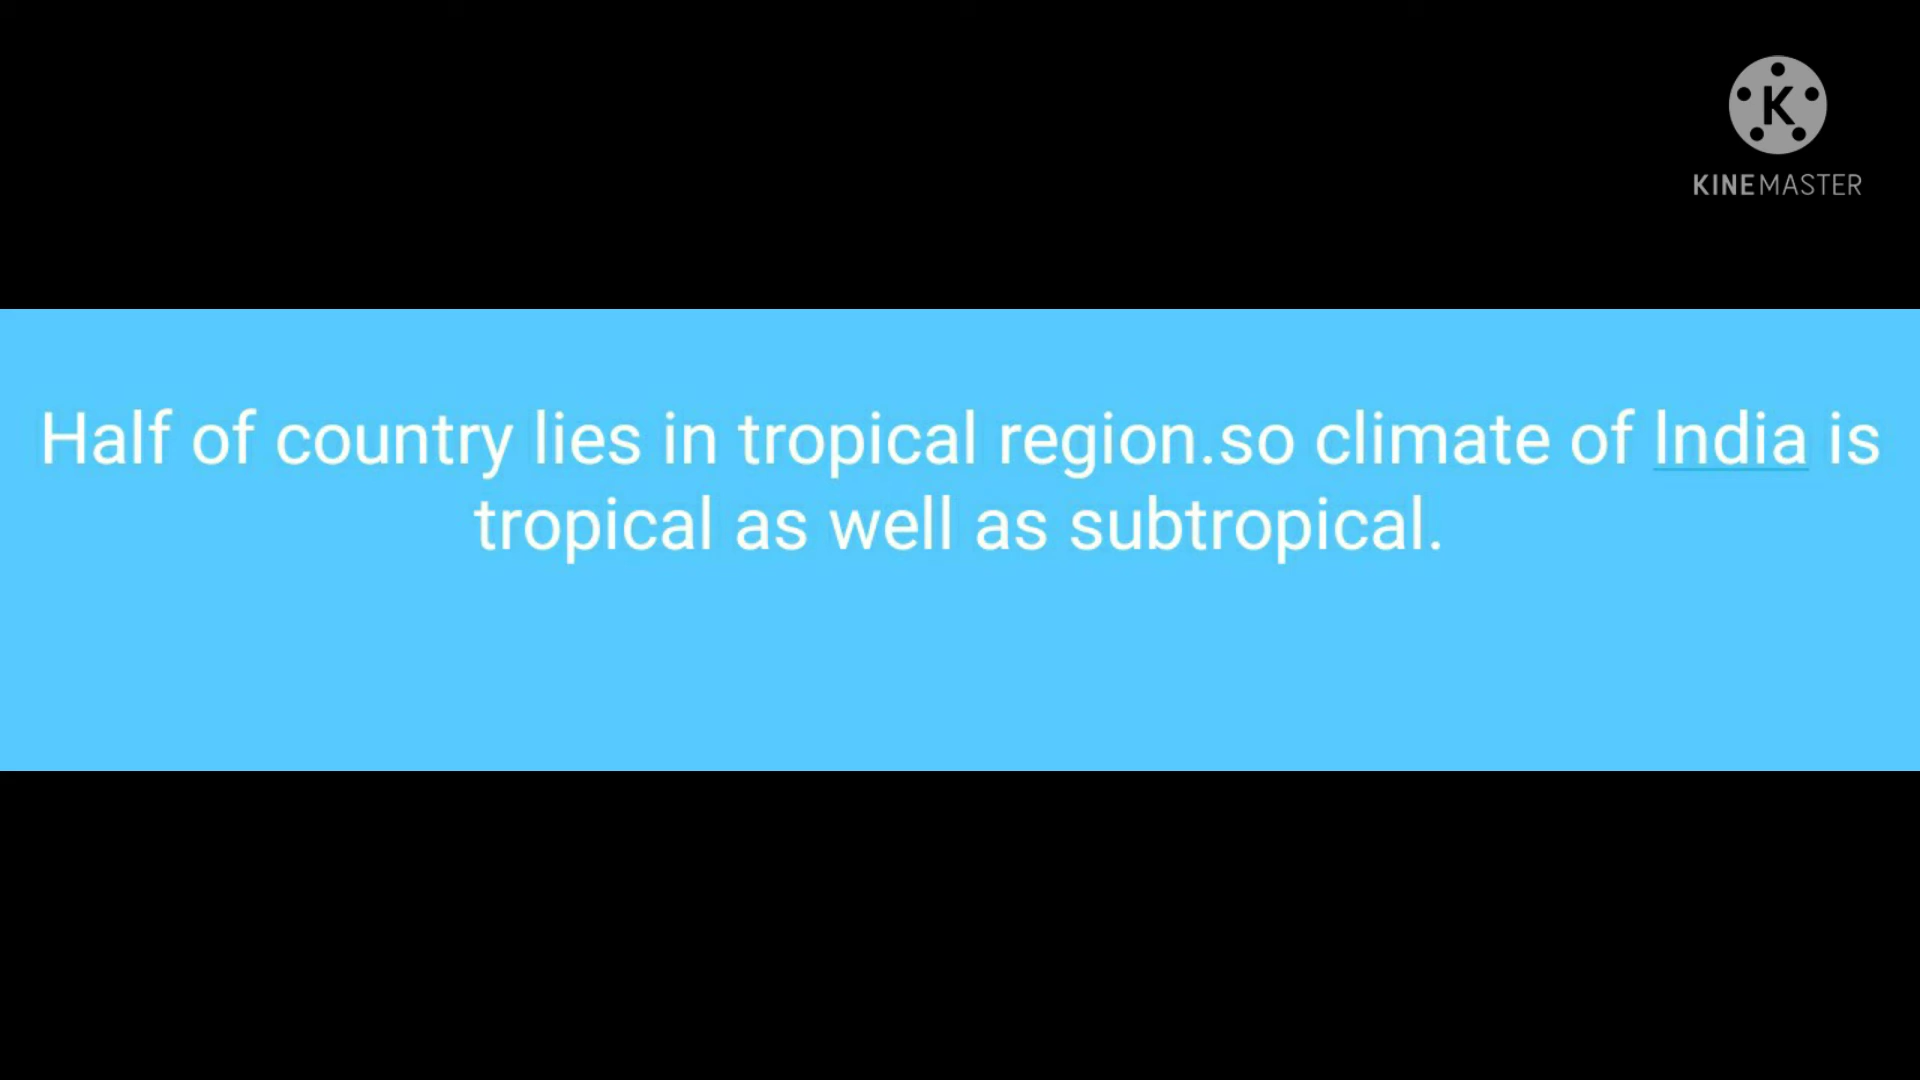 K
KINEMASTER
Half of country lies in tropical region.so climate of India is
tropical as well as subtropical.